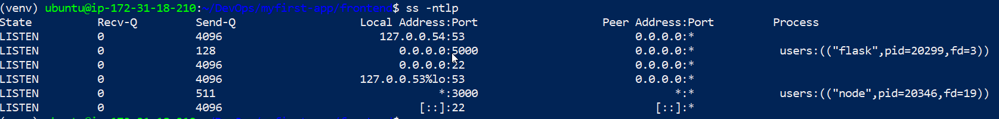 (venv) ubuntu@ip-172-31-18-210:~/DevOps/myfirst-app/frontend$ ss -ntlp
State Recv-Q Send-Q Local Address:Port Peer Address:Port Process
LISTEN 0 4096 127.0.0.54:53 0.0.0.0:*
LISTEN 0 128 0.0.0.0:5000 0.0.0.0:* users:(("flask",pid=20299,fd=3))
LISTEN 0 4096 0.0.0.0:22 0.0.0.0:*
LISTEN 0 4096 127.0.0.53%lo:53 0.0.0.0:*
LISTEN 0 511 *:3000 *:* users:(("node",pid=20346,fd=19))
LISTEN 0 4096 [::]:22 [::]:*